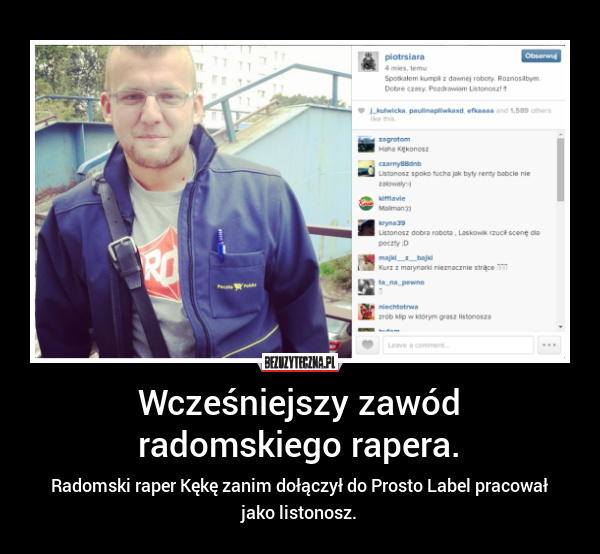 piotrsiara
Obserwuj
4 mies. temu
Spotkałem kumpli z dawnej roboty. Roznosiłbym.
Dobre czasy. Pozdrawiam Listonosz! !!
j_kulwicka, paulinapliwkaxd, efkaaaa and 1,589 others
like this.
zagrotom
Haha Kękonosz
czarny88dnb
Listonosz spoko fucha jak były renty babcie nie
żałowały:-)
kifflavie
Mailman:))
kryna39
Listonosz dobra robota , Laskowik rzucił scenę dla
poczty :D
majki__z__bajki
Kurz z marynarki nieznacznie strące
ta_na_pewno
niechtotrwa
zrób klip w którym grasz listonosza
Leave a comment...
Poczta Polska
BEZUZYTECZNA.PL
Wcześniejszy zawód
radomskiego rapera.
Radomski raper Kękę zanim dołączył do Prosto Label pracował
jako listonosz.